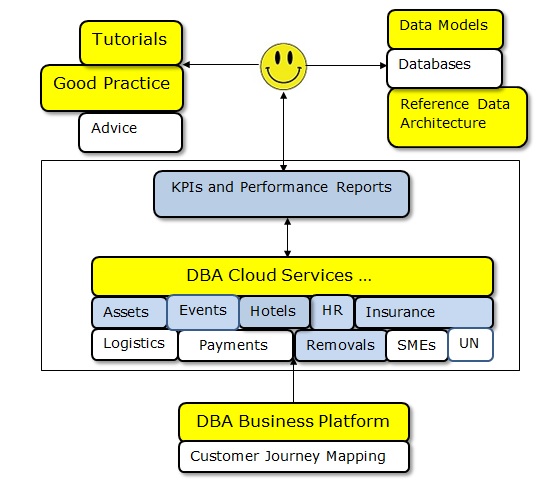 Tutorials
Good Practice
Advice
Data Models
Databases
Reference Data
Architecture
KPIs and Performance Reports
DBA Cloud Services ...
Assets
Events
Hotels
HR
Insurance
Logistics
Payments
Removals
SMEs
UN
DBA Business Platform
Customer Journey Mapping